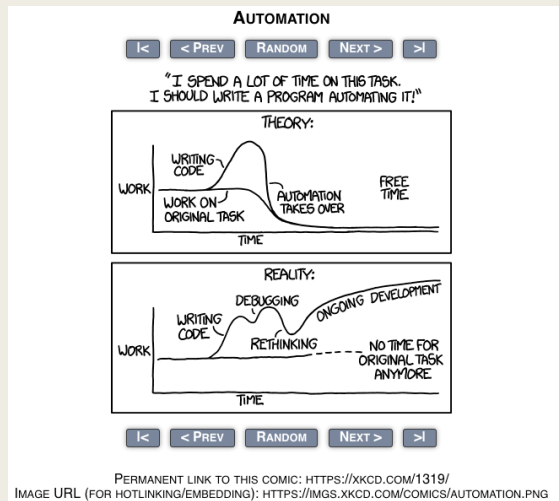 AUTOMATION
|< < PREV RANDOM NEXT > >|
"I SPEND A LOT OF TIME ON THIS TASK.
I SHOULD WRITE A PROGRAM AUTOMATING IT!"
THEORY:
WRITING
CODE
WORK
WORK ON
ORIGINAL TASK
AUTOMATION
TAKES OVER
FREE
TIME
TIME
REALITY:
WRITING
CODE
DEBUGGING
RETHINKING
ONGOING DEVELOPMENT
WORK
NO TIME FOR
ORIGINAL TASK
ANYMORE
TIME
|< < PREV RANDOM NEXT > >|
PERMANENT LINK TO THIS COMIC: HTTPS://XKCD.COM/1319/
IMAGE URL (FOR HOTLINKING/EMBEDDING): HTTPS://IMGS.XKCD.COM/COMICS/AUTOMATION.PNG